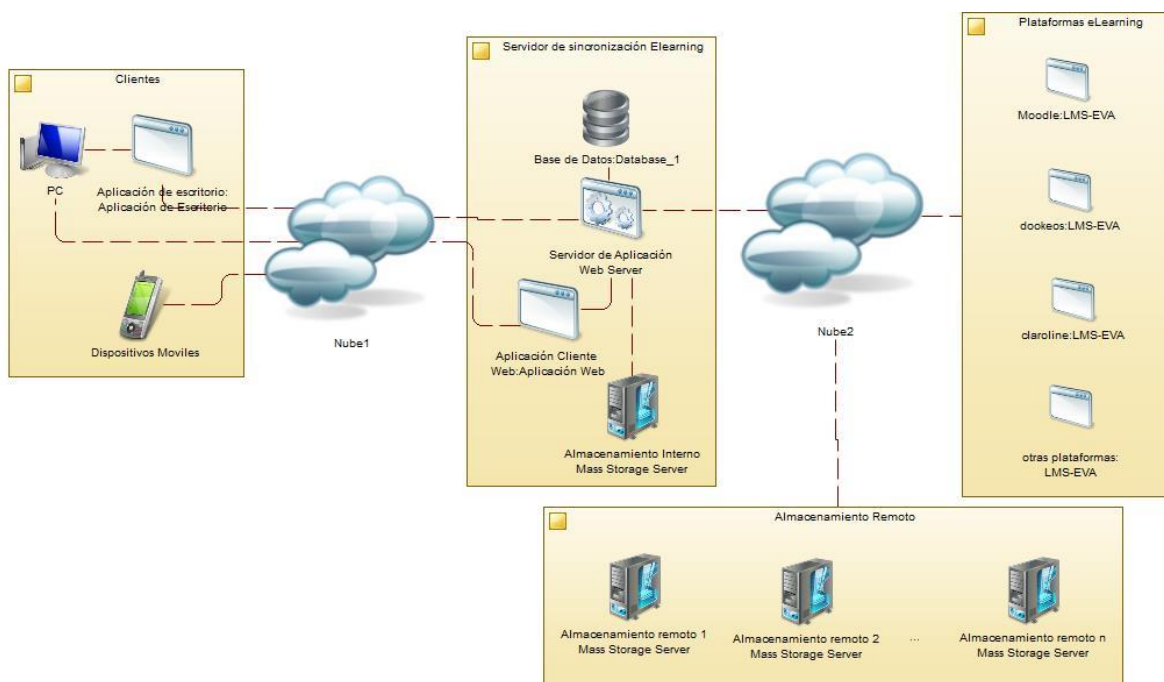 Clientes
PC
Aplicación de escritorio:
Aplicación de Escritorio
Dispositivos Moviles
Nube1
Servidor de sincronización Elearning
Base de Datos:Database_1
Servidor de Aplicación
Web Server
Aplicación Cliente
Web:Aplicación Web
Almacenamiento Interno
Mass Storage Server
Nube2
Plataformas eLearning
Moodle:LMS-EVA
dookeos:LMS-EVA
claroline:LMS-EVA
otras plataformas:
LMS-EVA
Almacenamiento Remoto
Almacenamiento remoto 1
Mass Storage Server
Almacenamiento remoto 2
Mass Storage Server
...
Almacenamiento remoto n
Mass Storage Server